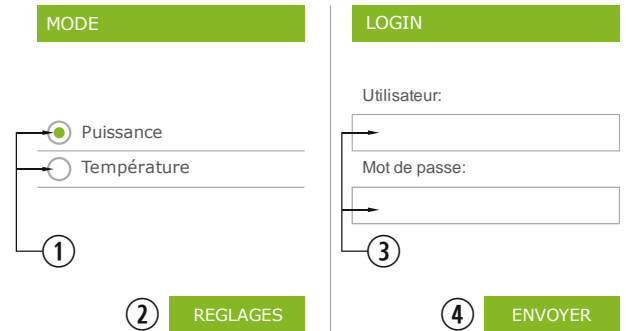 MODE
Puissance
Température
1
2
REGLAGES
LOGIN
Utilisateur:
Mot de passe:
3
4
ENVOYER